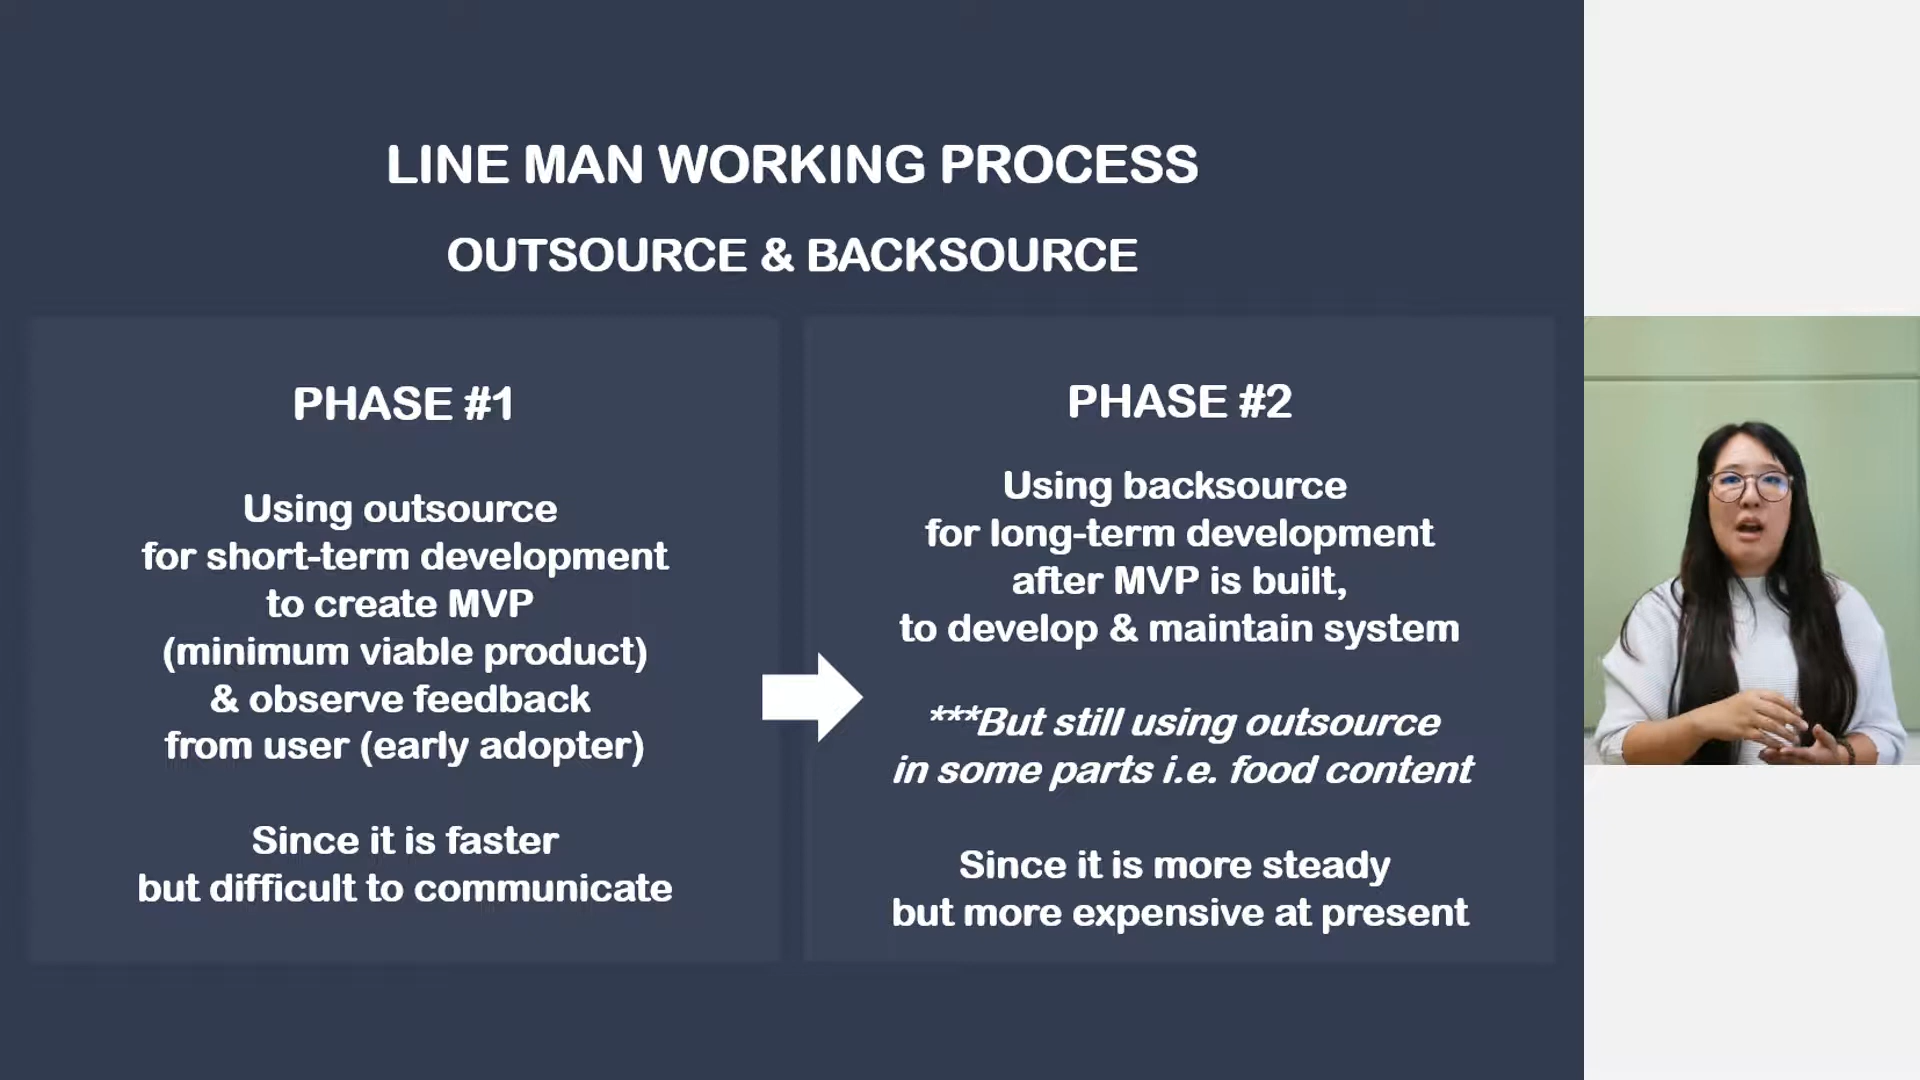 LINE MAN WORKING PROCESS
OUTSOURCE & BACKSOURCE
PHASE #1
Using outsource
for short-term development
to create MVP
(minimum viable product)
& observe feedback
from user (early adopter)
Since it is faster
but difficult to communicate
PHASE #2
Using backsource
for long-term development
after MVP is built,
to develop & maintain system
***But still using outsource
in some parts i.e. food content
Since it is more steady
but more expensive at present